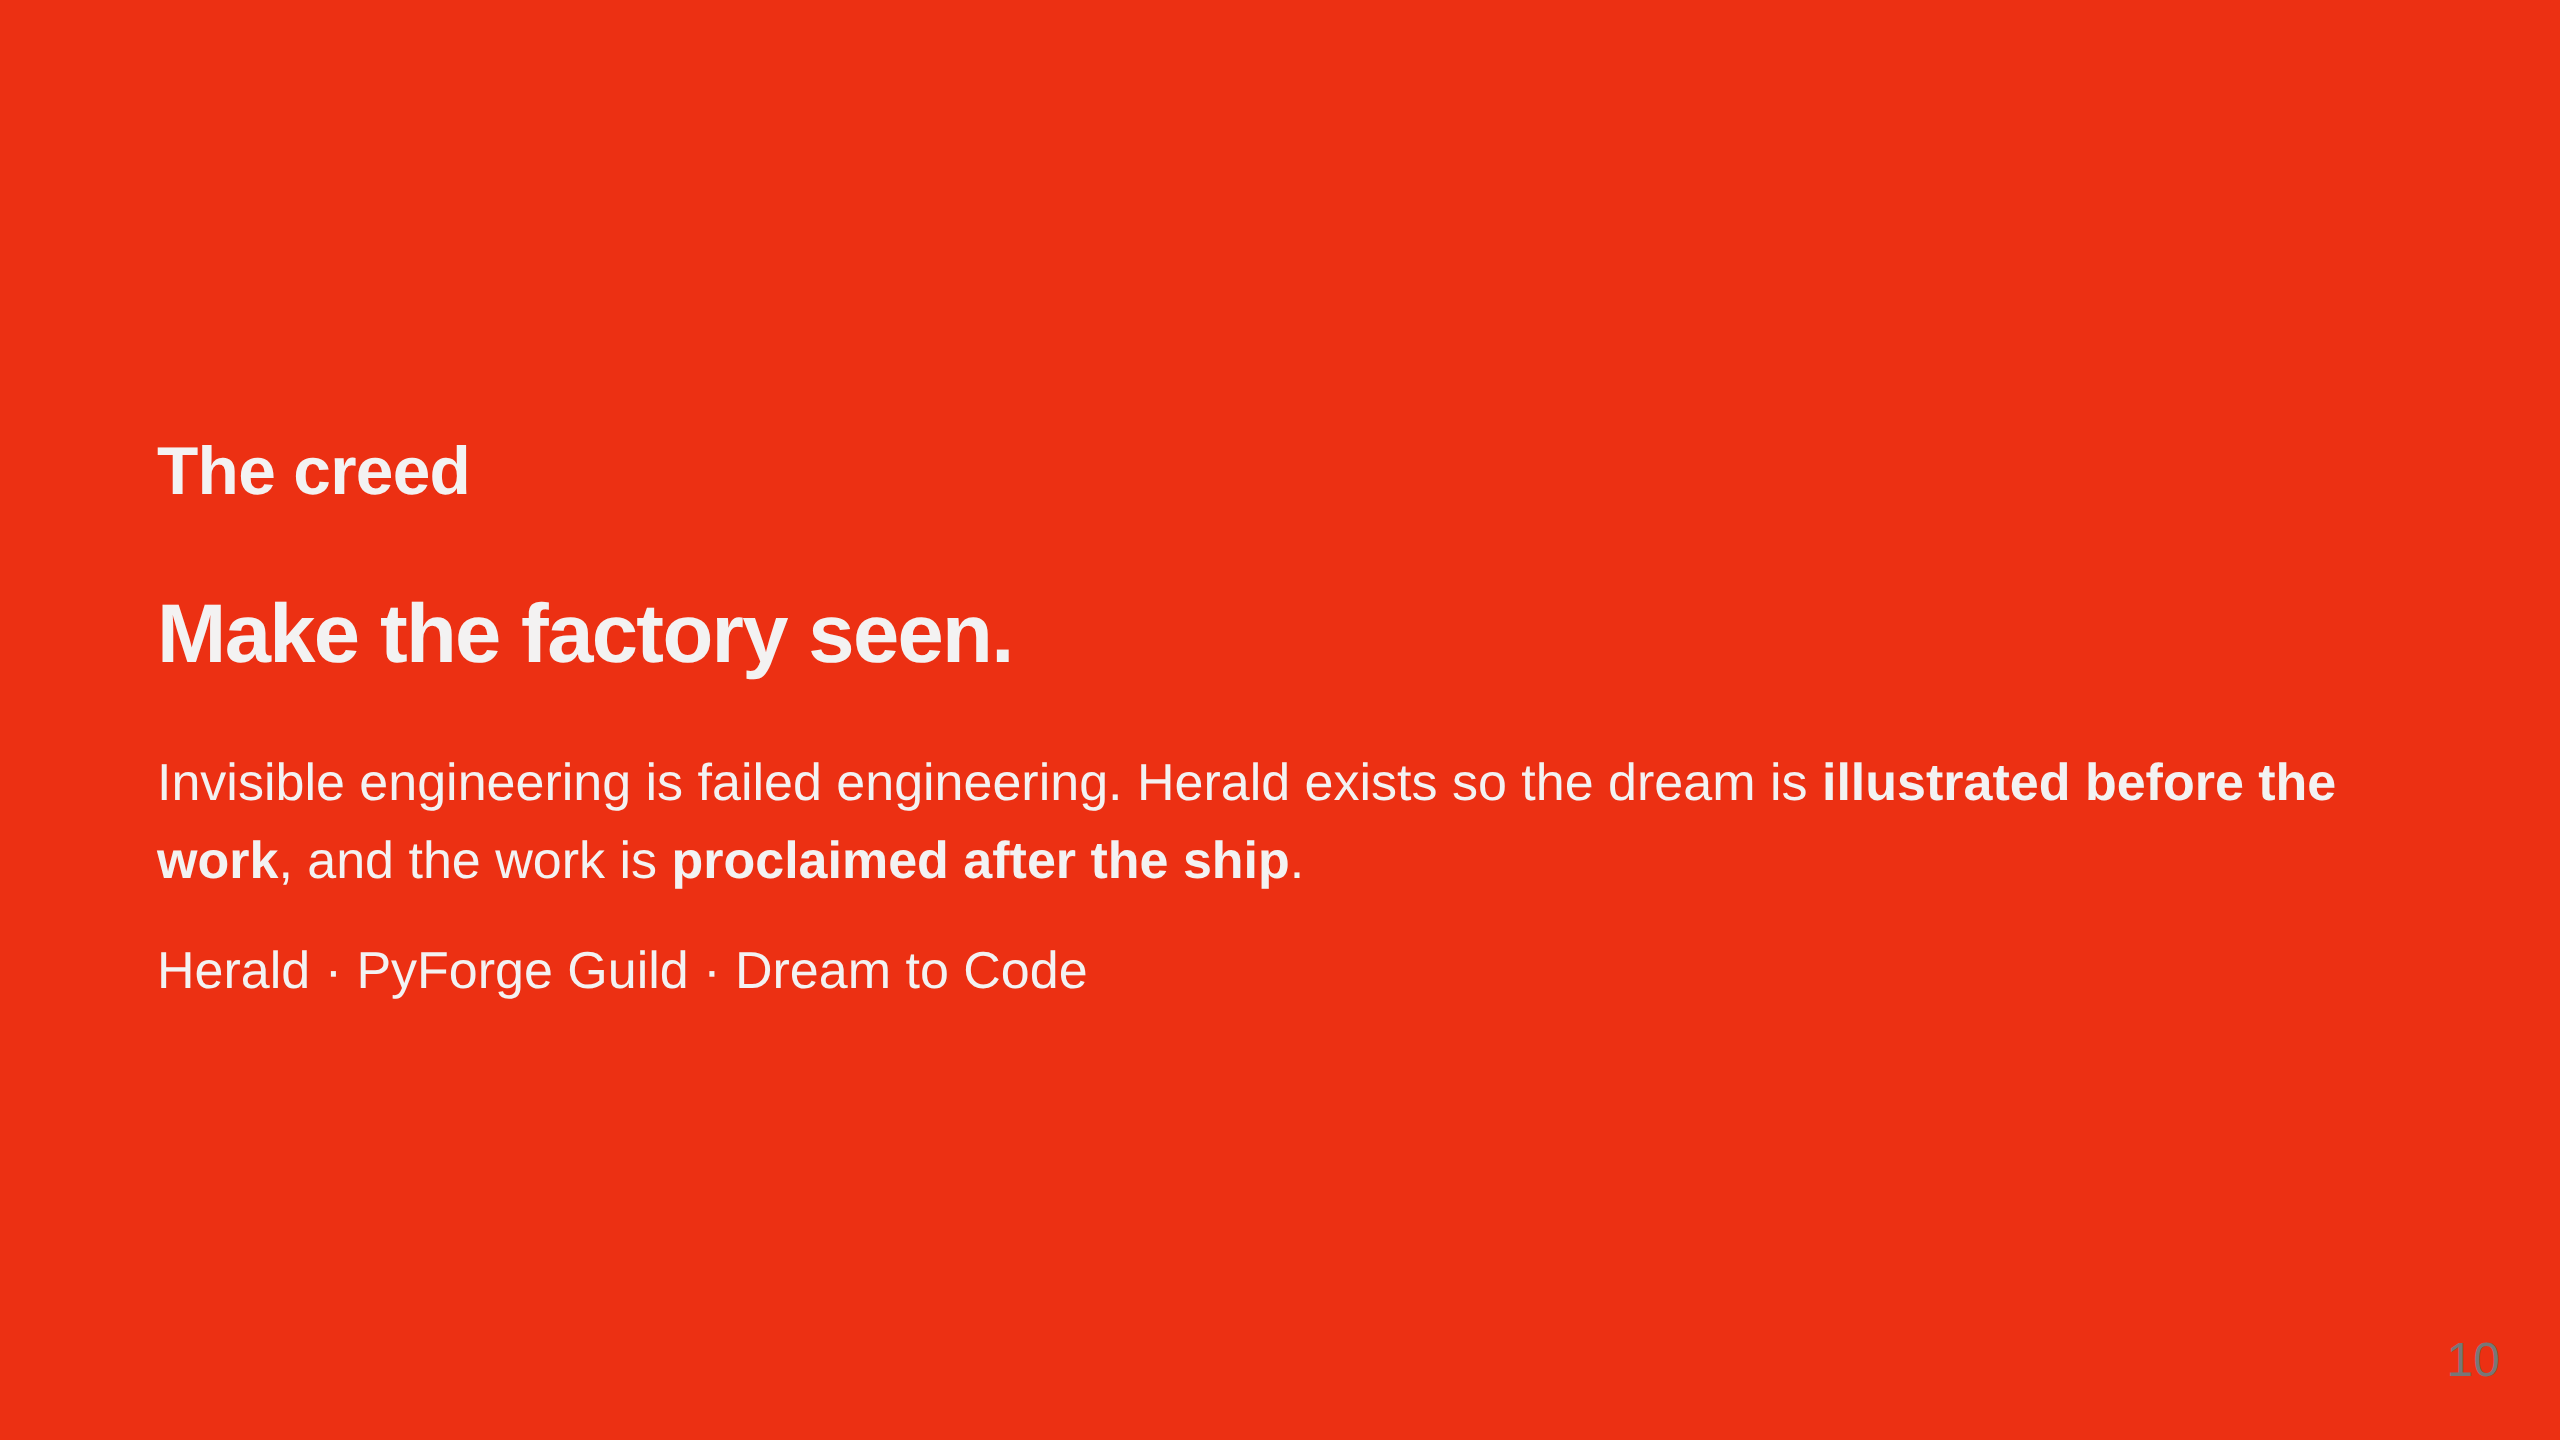 The creed
Make the factory seen.
Invisible engineering is failed engineering. Herald exists so the dream is illustrated before the
work, and the work is proclaimed after the ship.
Herald · PyForge Guild · Dream to Code
10